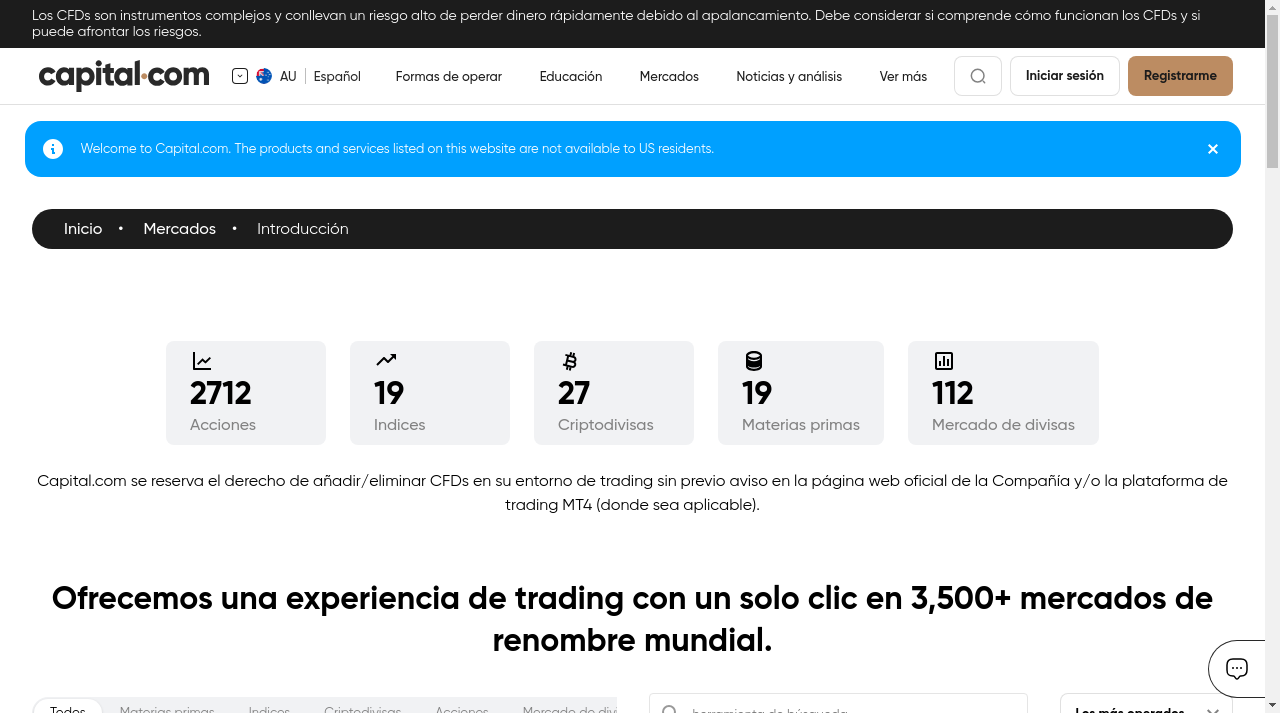 Los CFDs son instrumentos complejos y conllevan un riesgo alto de perder dinero rápidamente debido al apalancamiento. Debe considerar si comprende cómo funcionan los CFDs y si
puede afrontar los riesgos.
capital.com AU Español Formas de operar Educación Mercados Noticias y análisis Ver más Iniciar sesión Registrarme
Welcome to Capital.com. The products and services listed on this website are not available to US residents.
Inicio • Mercados • Introducción
2712 19 27 19 112
Acciones Indices Criptodivisas Materias primas Mercado de divisas
Capital.com se reserva el derecho de añadir/eliminar CFDs en su entorno de trading sin previo aviso en la página web oficial de la Compañía y/o la plataforma de
trading MT4 (donde sea aplicable).
Ofrecemos una experiencia de trading con un solo clic en 3,500+ mercados de
renombre mundial.
Todos Materias primas Indices Criptodivisas Acciones Mercado de divi herramienta de búsqueda Los más operados